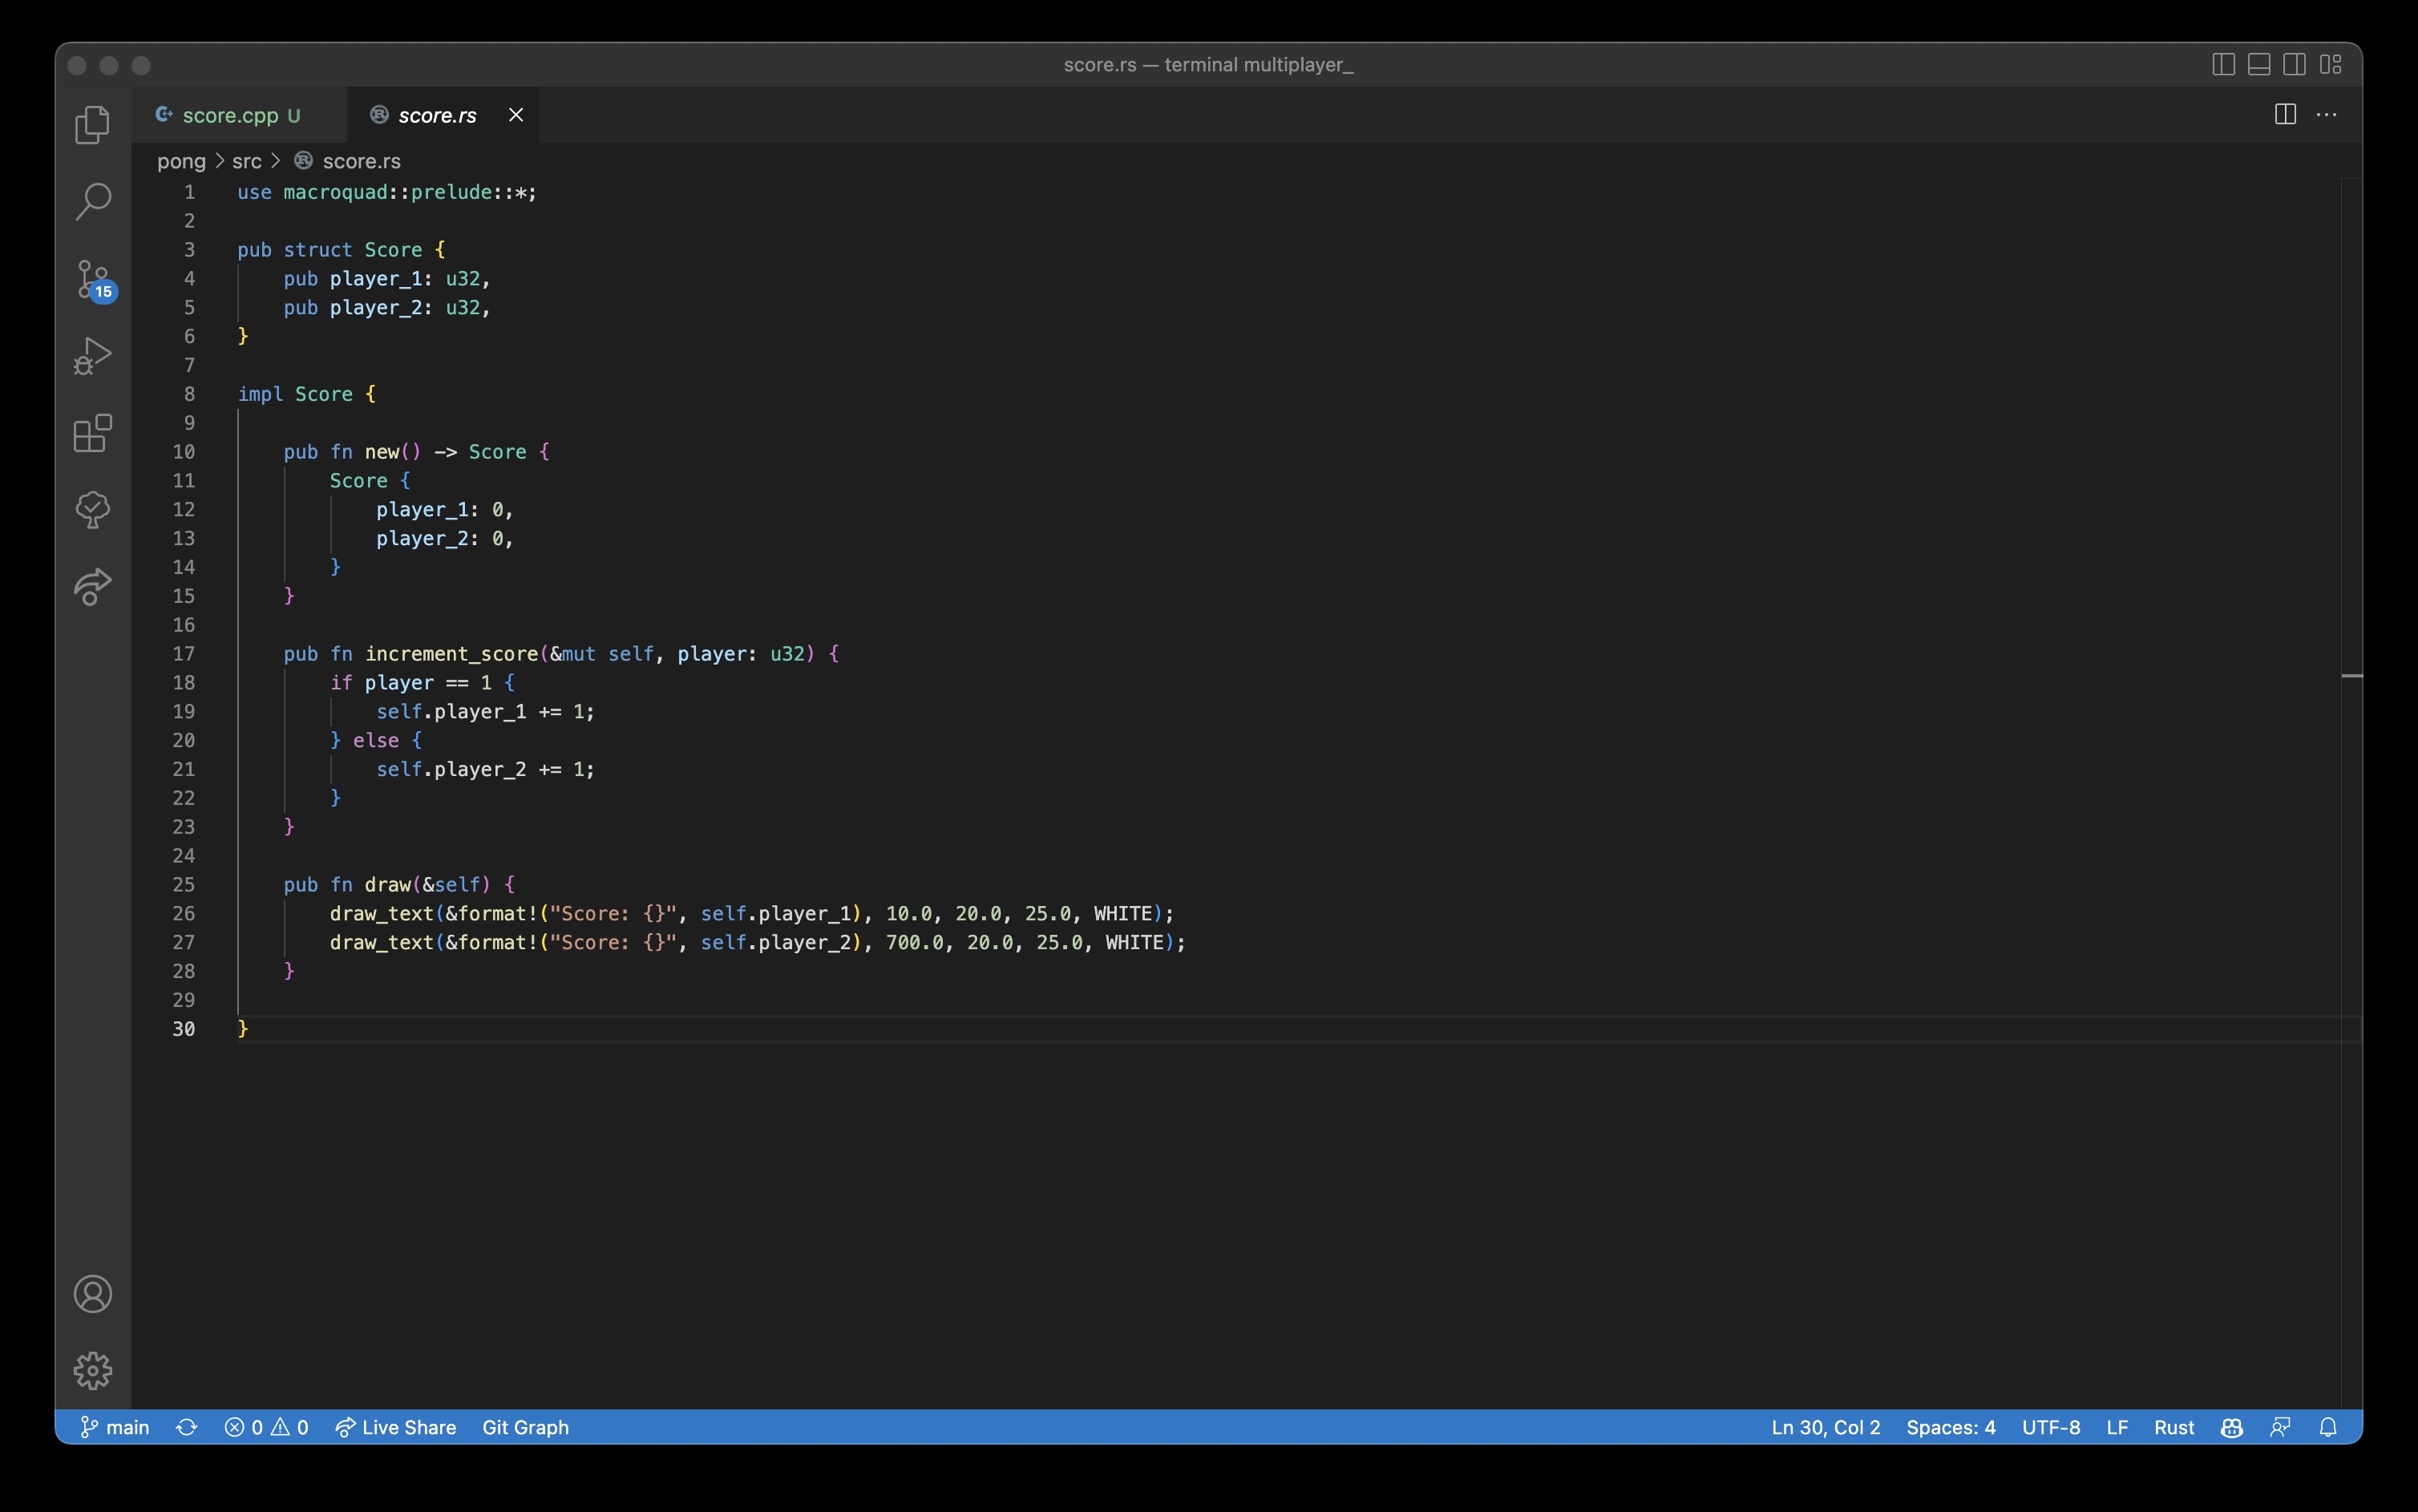 score.rs — terminal multiplayer_
score.cpp U score.rs
pong > src > score.rs
1 use macroquad::prelude::*;
2
3 pub struct Score {
4     pub player_1: u32,
5     pub player_2: u32,
6 }
7
8 impl Score {
9
10     pub fn new() -> Score {
11         Score {
12             player_1: 0,
13             player_2: 0,
14         }
15     }
16
17     pub fn increment_score(&mut self, player: u32) {
18         if player == 1 {
19             self.player_1 += 1;
20         } else {
21             self.player_2 += 1;
22         }
23     }
24
25     pub fn draw(&self) {
26         draw_text(&format!("Score: {}", self.player_1), 10.0, 20.0, 25.0, WHITE);
27         draw_text(&format!("Score: {}", self.player_2), 700.0, 20.0, 25.0, WHITE);
28     }
29
30 }
15
main 0 0 Live Share Git Graph Ln 30, Col 2 Spaces: 4 UTF-8 LF Rust